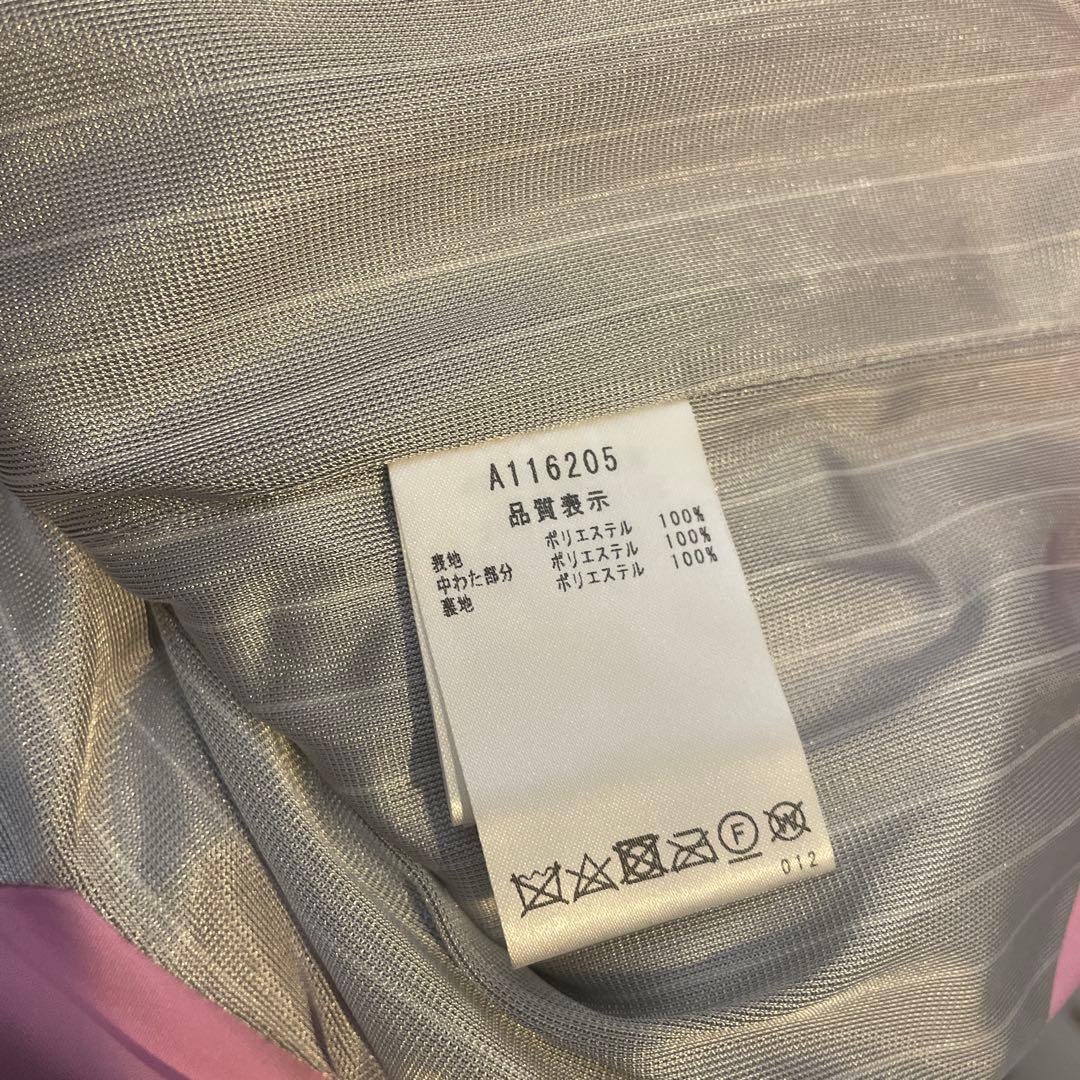 A116205
品質表示
表地 ポリエステル 100%
中わた部分 ポリエステル 100%
裏地 ポリエステル 100%
F W
012